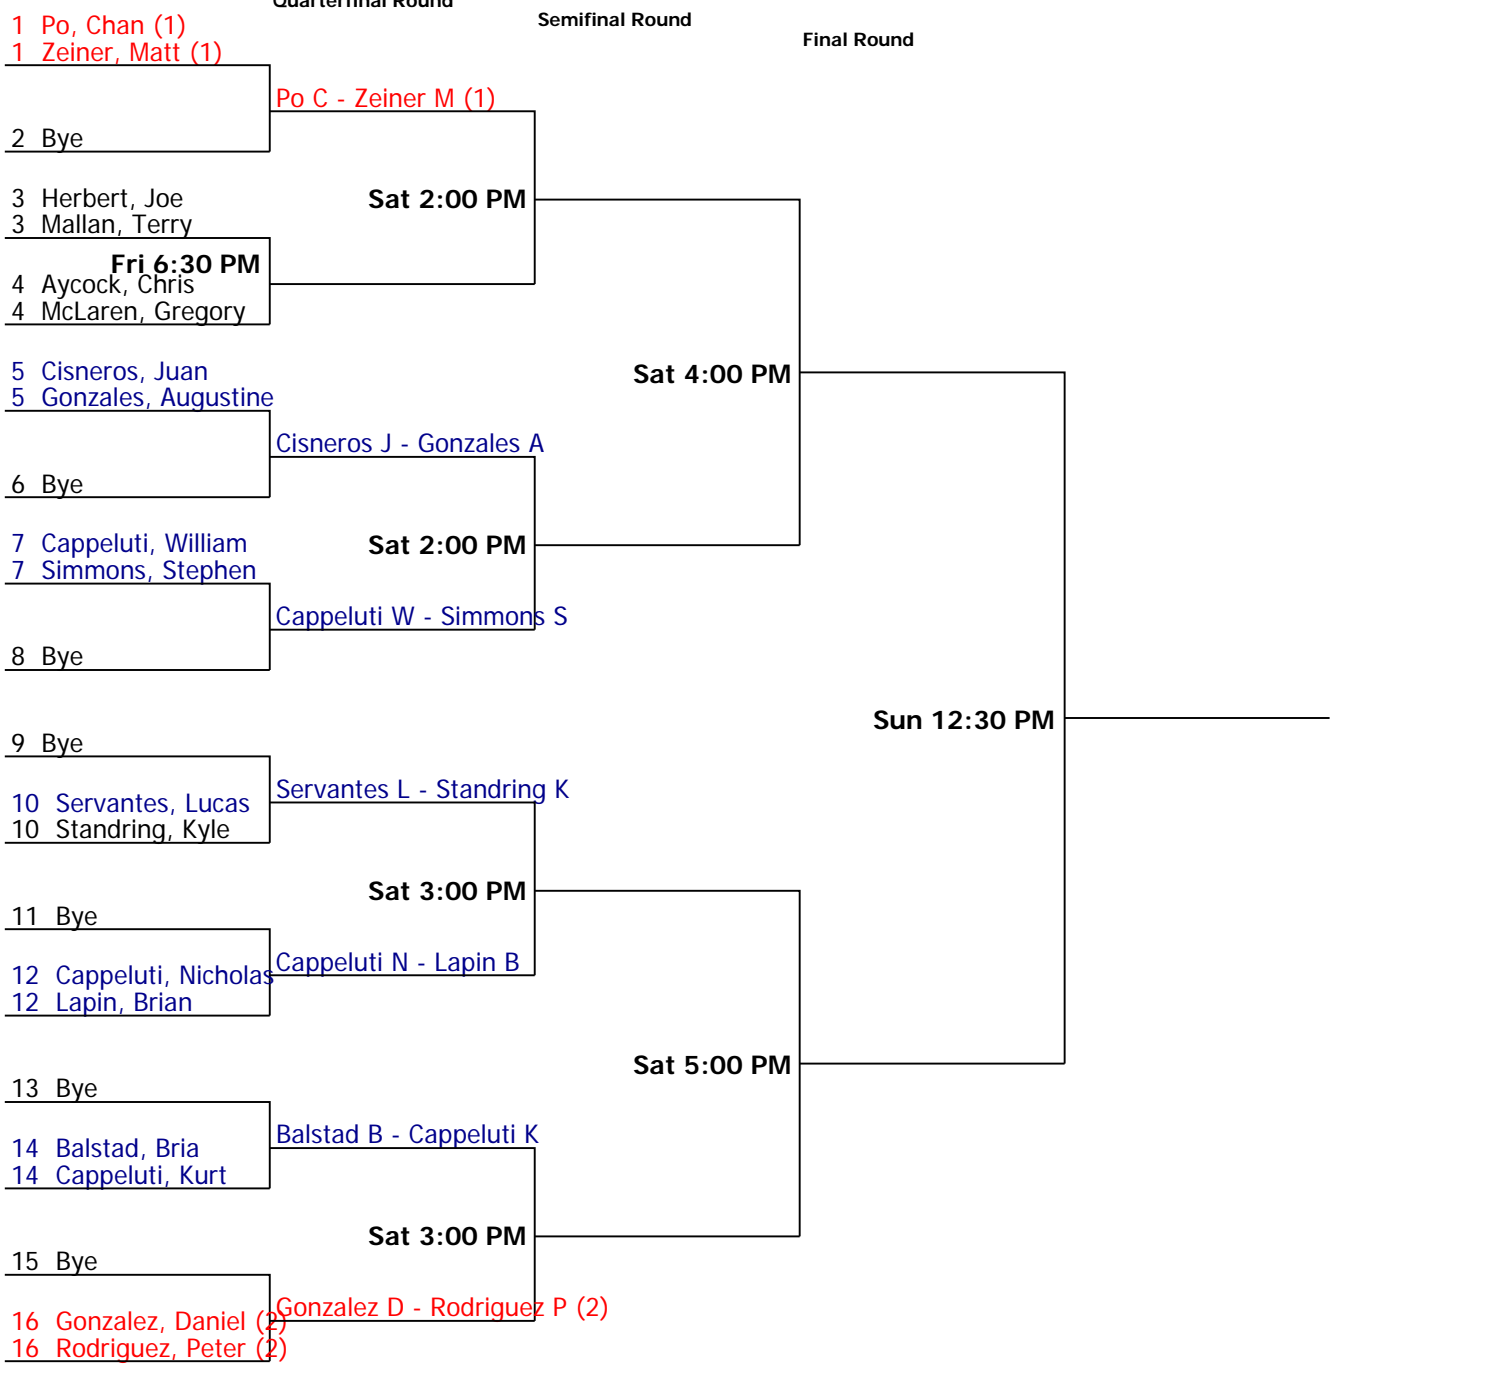 Quarterfinal Round
Semifinal Round
Final Round
1 Po, Chan (1)
1 Zeiner, Matt (1)
Po C - Zeiner M (1)
2 Bye
Sat 2:00 PM
3 Herbert, Joe
3 Mallan, Terry
Fri 6:30 PM
4 Aycock, Chris
4 McLaren, Gregory
Sat 4:00 PM
5 Cisneros, Juan
5 Gonzales, Augustine
Cisneros J - Gonzales A
6 Bye
Sat 2:00 PM
7 Cappeluti, William
7 Simmons, Stephen
Cappeluti W - Simmons S
8 Bye
Sun 12:30 PM
9 Bye
Servantes L - Standring K
10 Servantes, Lucas
10 Standring, Kyle
Sat 3:00 PM
11 Bye
Cappeluti N - Lapin B
12 Cappeluti, Nicholas
12 Lapin, Brian
Sat 5:00 PM
13 Bye
Balstad B - Cappeluti K
14 Balstad, Bria
14 Cappeluti, Kurt
Sat 3:00 PM
15 Bye
Gonzalez D - Rodriguez P (2)
16 Gonzalez, Daniel (2)
16 Rodriguez, Peter (2)